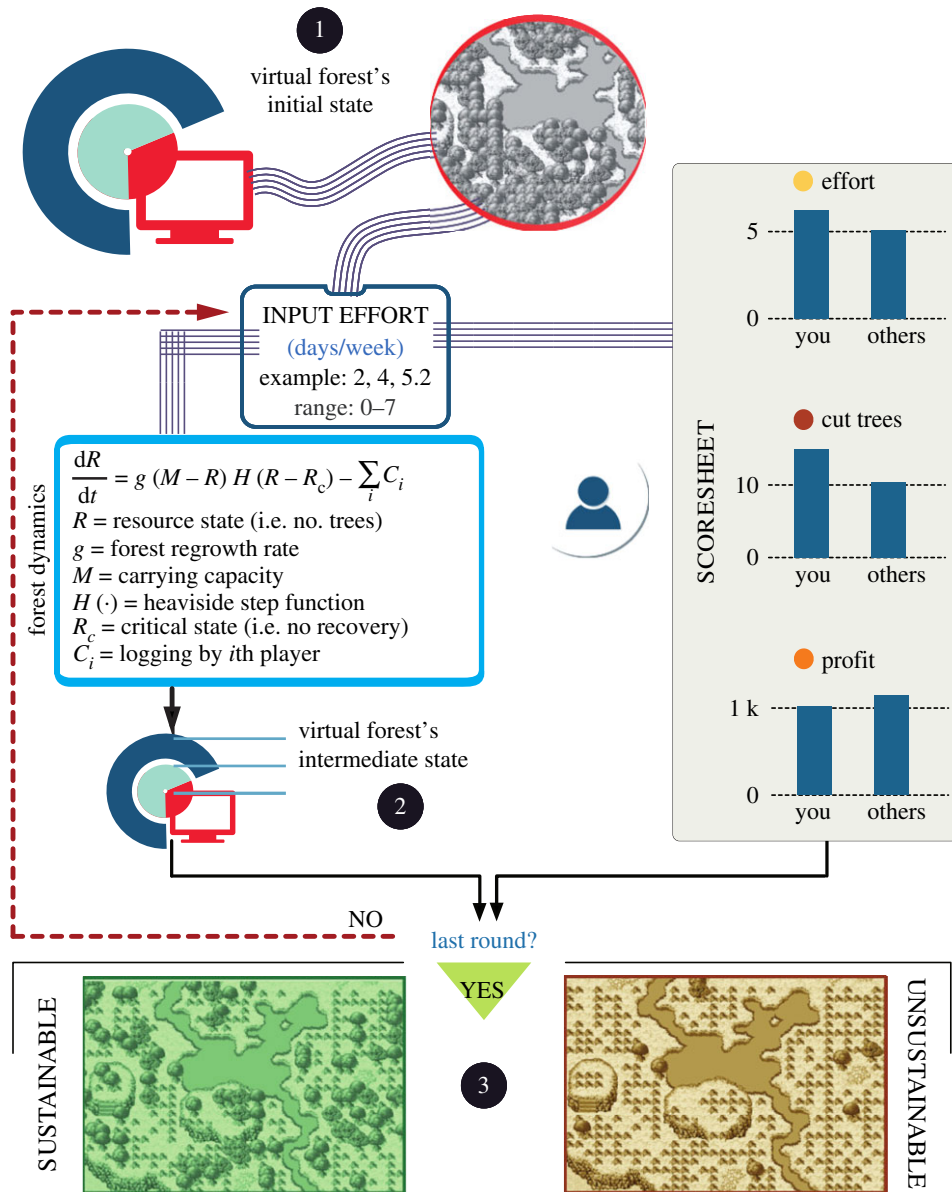 1
virtual forest's
initial state
INPUT EFFORT
(days/week)
example: 2, 4, 5.2
range: 0–7
forest dynamics
dR/dt = g (M – R) H (R – R_c) – ∑_i C_i
R = resource state (i.e. no. trees)
g = forest regrowth rate
M = carrying capacity
H (·) = heaviside step function
R_c = critical state (i.e. no recovery)
C_i = logging by ith player
virtual forest's
intermediate state
2
SCORESHEET
effort
5
0
you others
cut trees
10
0
you others
profit
1 k
0
you others
NO
last round?
YES
3
SUSTAINABLE
UNSUSTAINABLE